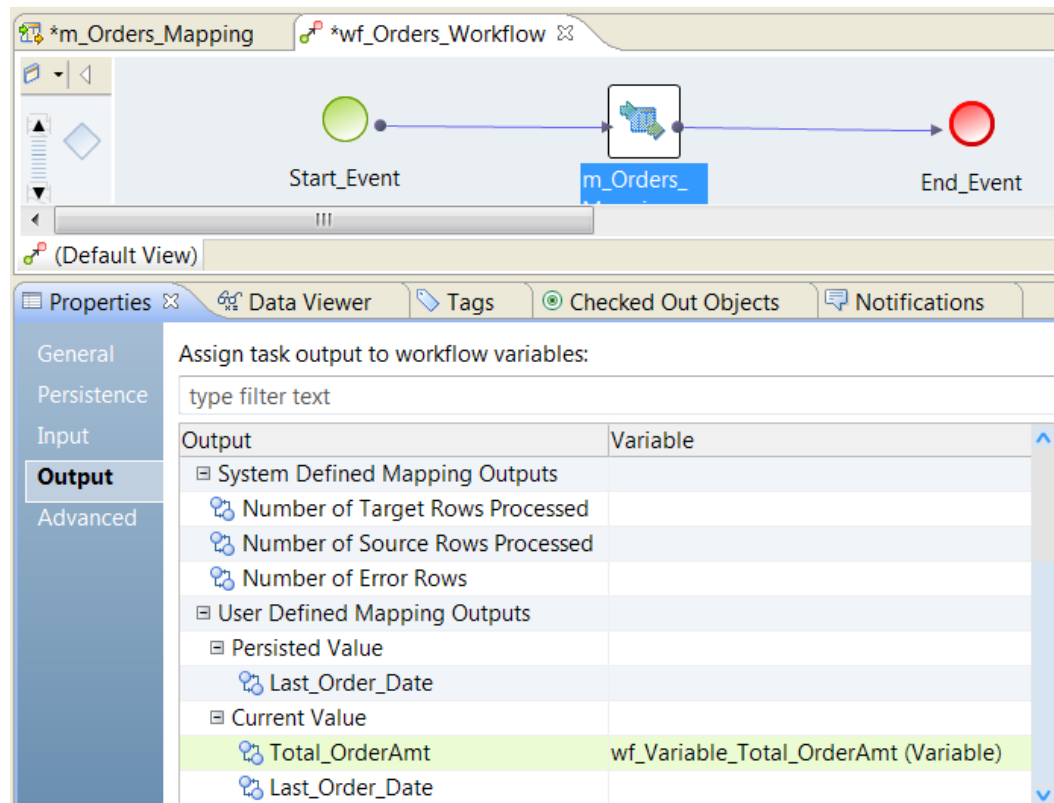 *m_Orders_Mapping *wf_Orders_Workflow
Start_Event
m_Orders_
End_Event
(Default View)
Properties Data Viewer Tags Checked Out Objects Notifications
General
Persistence
Input
Output
Advanced
Assign task output to workflow variables:
type filter text
Output Variable
System Defined Mapping Outputs
Number of Target Rows Processed
Number of Source Rows Processed
Number of Error Rows
User Defined Mapping Outputs
Persisted Value
Last_Order_Date
Current Value
Total_OrderAmt wf_Variable_Total_OrderAmt (Variable)
Last_Order_Date